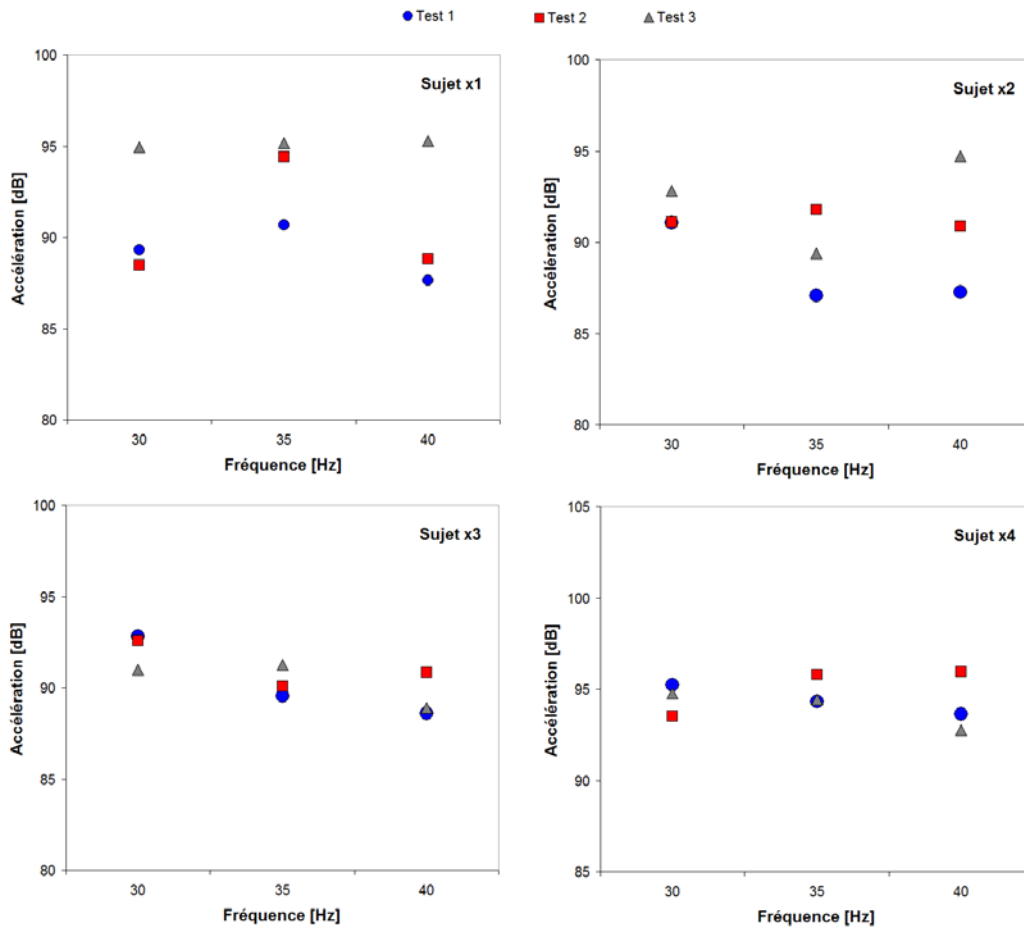 Test 1 Test 2 Test 3
100
95
90
85
80
Accélération [dB]
Sujet x1
30 35 40
Fréquence [Hz]
100
95
90
85
80
Accélération [dB]
Sujet x2
30 35 40
Fréquence [Hz]
100
95
90
85
80
Accélération [dB]
Sujet x3
30 35 40
Fréquence [Hz]
105
100
95
90
85
Accélération [dB]
Sujet x4
30 35 40
Fréquence [Hz]